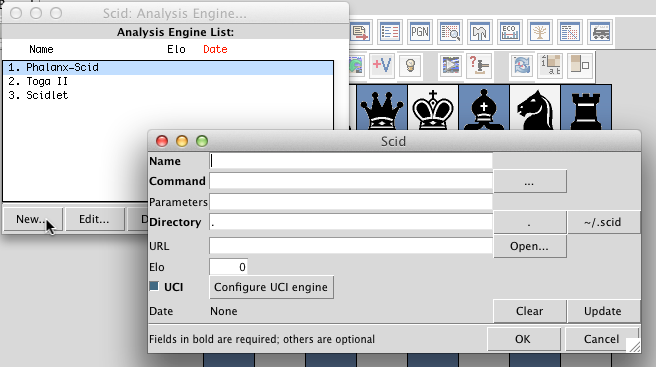 Scid: Analysis Engine...
Analysis Engine List:
Name Elo Date
1. Phalanx-Scid
2. Toga II
3. Scidlet
New... Edit...
PGN ECO
+V
Scid
Name
Command ...
Parameters
Directory . . ~/.scid
URL Open...
Elo 0
UCI Configure UCI engine
Date None Clear Update
Fields in bold are required; others are optional OK Cancel